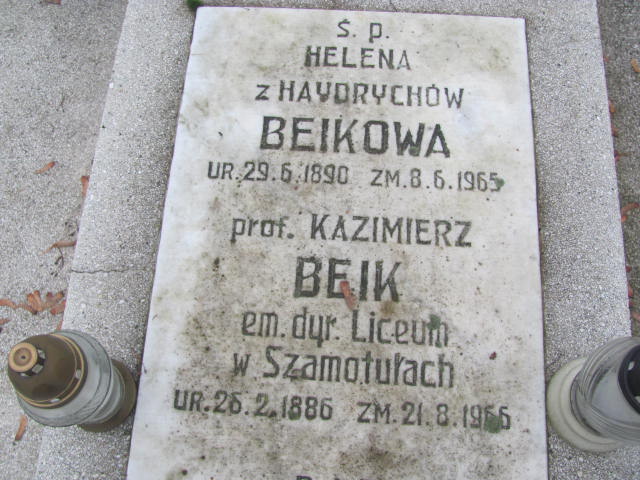 Ś. P.
HELENA
Z HAYDRYCHÓW
BEIKOWA
UR. 29.6.1890 ZM. 8.6.1965
prof. KAZIMIERZ
BEIK
em. dyr. Liceum
w Szamotułach
UR. 26.2.1886 ZM. 21.8.1966